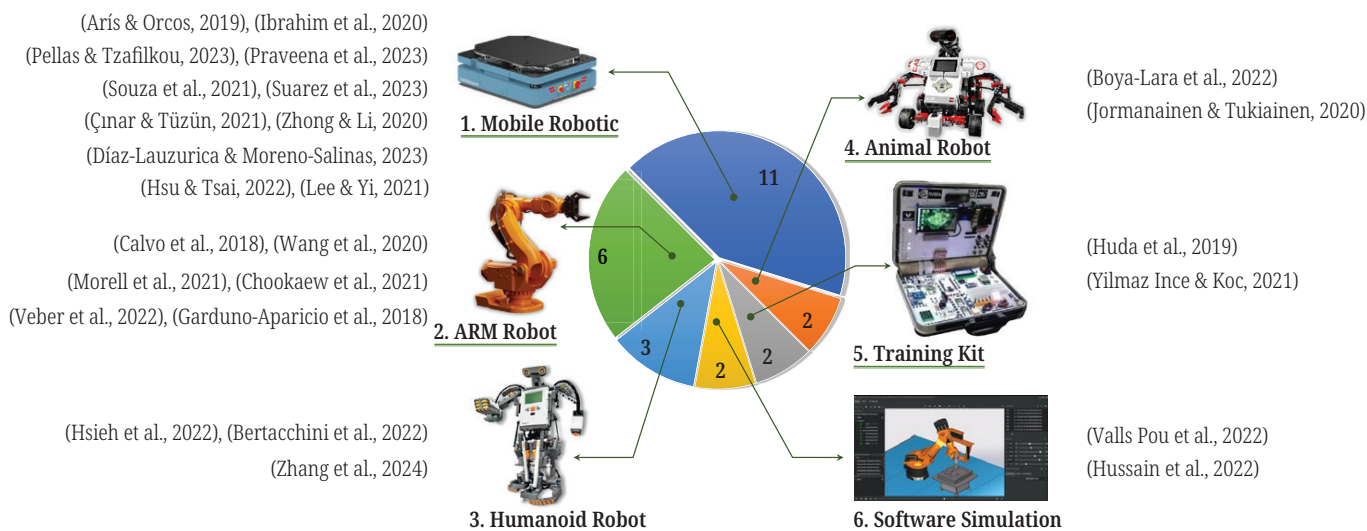 (Arís & Orcos, 2019), (Ibrahim et al., 2020)
(Pellas & Tzafilkou, 2023), (Praveena et al., 2023)
(Souza et al., 2021), (Suarez et al., 2023)
(Çınar & Tüzün, 2021), (Zhong & Li, 2020)
(Díaz-Lauzurica & Moreno-Salinas, 2023)
(Hsu & Tsai, 2022), (Lee & Yi, 2021)
1. Mobile Robotic
(Calvo et al., 2018), (Wang et al., 2020)
(Morell et al., 2021), (Chookaew et al., 2021)
(Veber et al., 2022), (Garduno-Aparicio et al., 2018)
2. ARM Robot
(Hsieh et al., 2022), (Bertacchini et al., 2022)
(Zhang et al., 2024)
3. Humanoid Robot
11
6
3
2
2
2
4. Animal Robot
(Boya-Lara et al., 2022)
(Jormanainen & Tukiainen, 2020)
5. Training Kit
(Huda et al., 2019)
(Yilmaz Ince & Koc, 2021)
6. Software Simulation
(Valls Pou et al., 2022)
(Hussain et al., 2022)